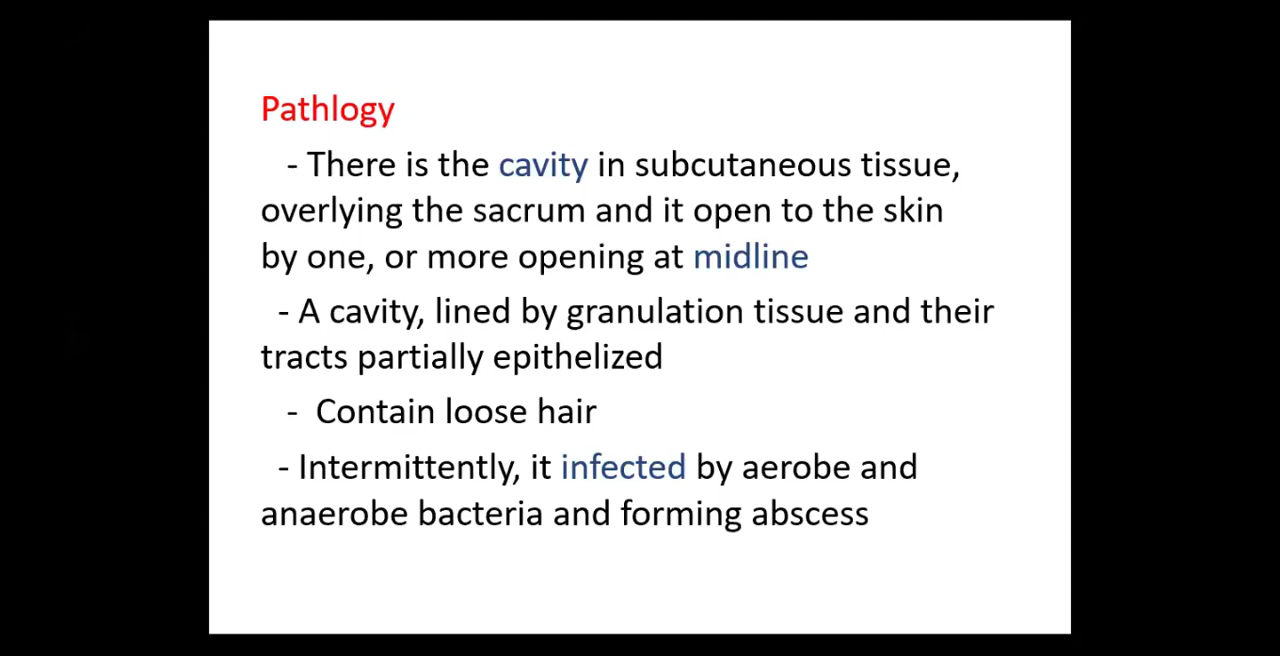 Pathlogy
- There is the cavity in subcutaneous tissue,
overlying the sacrum and it open to the skin
by one, or more opening at midline
- A cavity, lined by granulation tissue and their
tracts partially epithelized
- Contain loose hair
- Intermittently, it infected by aerobe and
anaerobe bacteria and forming abscess